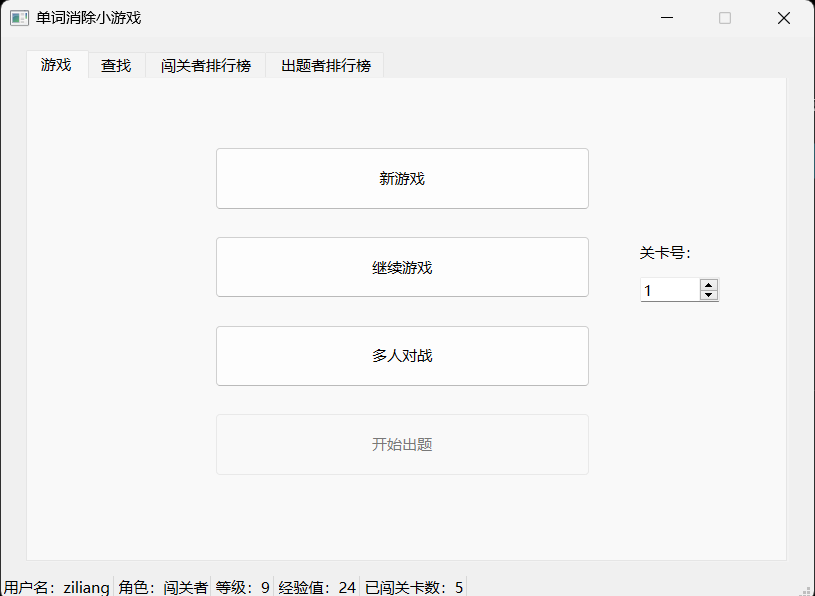 单词消除小游戏
游戏 查找 闯关者排行榜 出题者排行榜
新游戏
关卡号：
继续游戏
1
多人对战
开始出题
用户名：ziliang 角色：闯关者 等级：9 经验值：24 已闯关卡数：5